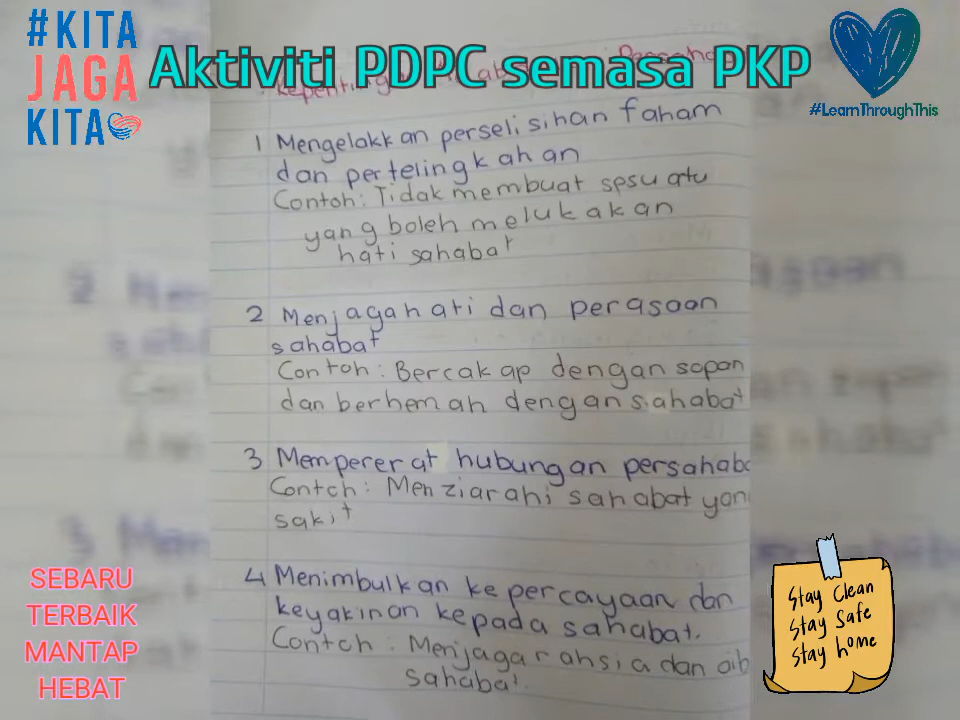 #KITA
JAGA
KITA
Aktiviti PDPC semasa PKP
#LearnThroughThis
1 Mengelakkan perselisihan faham
dan pertelingkahan
Contoh: Tidak membuat sesuatu
yang boleh melukakan
hati sahabat
2 Menjaga hati dan perasaan
sahabat
Contoh: Bercakap dengan sopan
dan berhemah dengan sahabat
3 Mempererat hubungan persahaba
Contoh: Menziarahi sahabat yan
sakit
4 Menimbulkan kepercayaan dan
keyakinan kepada sahabat.
Contoh: Menjaga rahsia dan aib
sahabat.
SEBARU
TERBAIK
MANTAP
HEBAT
Stay Clean
Stay Safe
Stay home